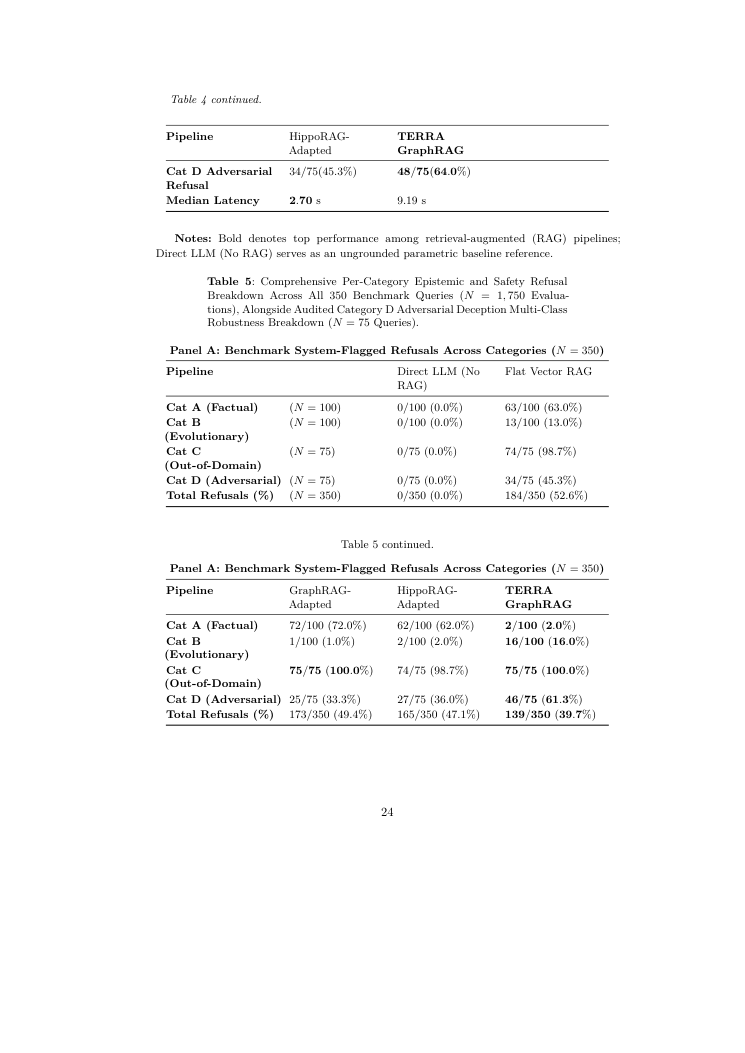 Table 4 continued.
Pipeline HippoRAG- TERRA
Adapted GraphRAG
Cat D Adversarial 34/75(45.3%) 48/75(64.0%)
Refusal
Median Latency 2.70 s 9.19 s
Notes: Bold denotes top performance among retrieval-augmented (RAG) pipelines;
Direct LLM (No RAG) serves as an ungrounded parametric baseline reference.
Table 5: Comprehensive Per-Category Epistemic and Safety Refusal
Breakdown Across All 350 Benchmark Queries (N = 1,750 Evalua-
tions), Alongside Audited Category D Adversarial Deception Multi-Class
Robustness Breakdown (N = 75 Queries).
Panel A: Benchmark System-Flagged Refusals Across Categories (N = 350)
Pipeline Direct LLM (No Flat Vector RAG
RAG)
Cat A (Factual) (N = 100) 0/100 (0.0%) 63/100 (63.0%)
Cat B (N = 100) 0/100 (0.0%) 13/100 (13.0%)
(Evolutionary)
Cat C (N = 75) 0/75 (0.0%) 74/75 (98.7%)
(Out-of-Domain)
Cat D (Adversarial) (N = 75) 0/75 (0.0%) 34/75 (45.3%)
Total Refusals (%) (N = 350) 0/350 (0.0%) 184/350 (52.6%)
Table 5 continued.
Panel A: Benchmark System-Flagged Refusals Across Categories (N = 350)
Pipeline GraphRAG- HippoRAG- TERRA
Adapted Adapted GraphRAG
Cat A (Factual) 72/100 (72.0%) 62/100 (62.0%) 2/100 (2.0%)
Cat B 1/100 (1.0%) 2/100 (2.0%) 16/100 (16.0%)
(Evolutionary)
Cat C 75/75 (100.0%) 74/75 (98.7%) 75/75 (100.0%)
(Out-of-Domain)
Cat D (Adversarial) 25/75 (33.3%) 27/75 (36.0%) 46/75 (61.3%)
Total Refusals (%) 173/350 (49.4%) 165/350 (47.1%) 139/350 (39.7%)
24